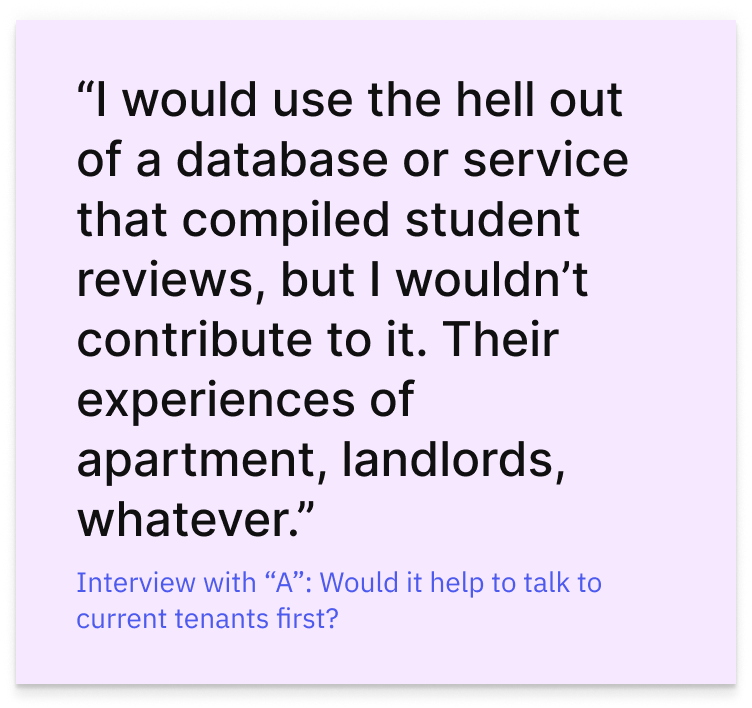 “I would use the hell out
of a database or service
that compiled student
reviews, but I wouldn’t
contribute to it. Their
experiences of
apartment, landlords,
whatever.”
Interview with “A”: Would it help to talk to
current tenants first?